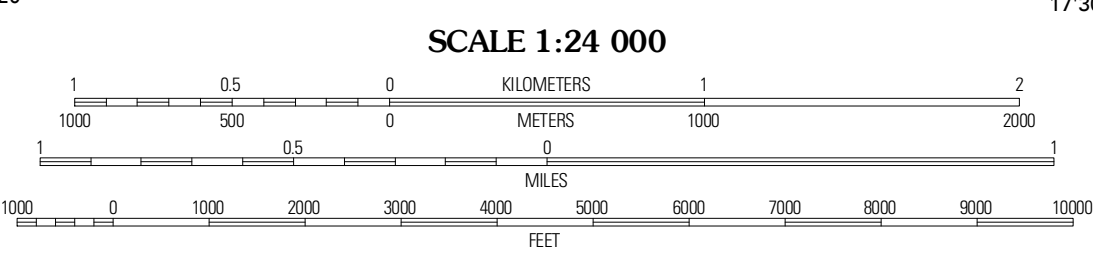 SCALE 1:24 000
1 0.5 0 KILOMETERS 1 2
1000 500 0 METERS 1000 2000
1 0.5 0 1
MILES
1000 0 1000 2000 3000 4000 5000 6000 7000 8000 9000 10000
FEET